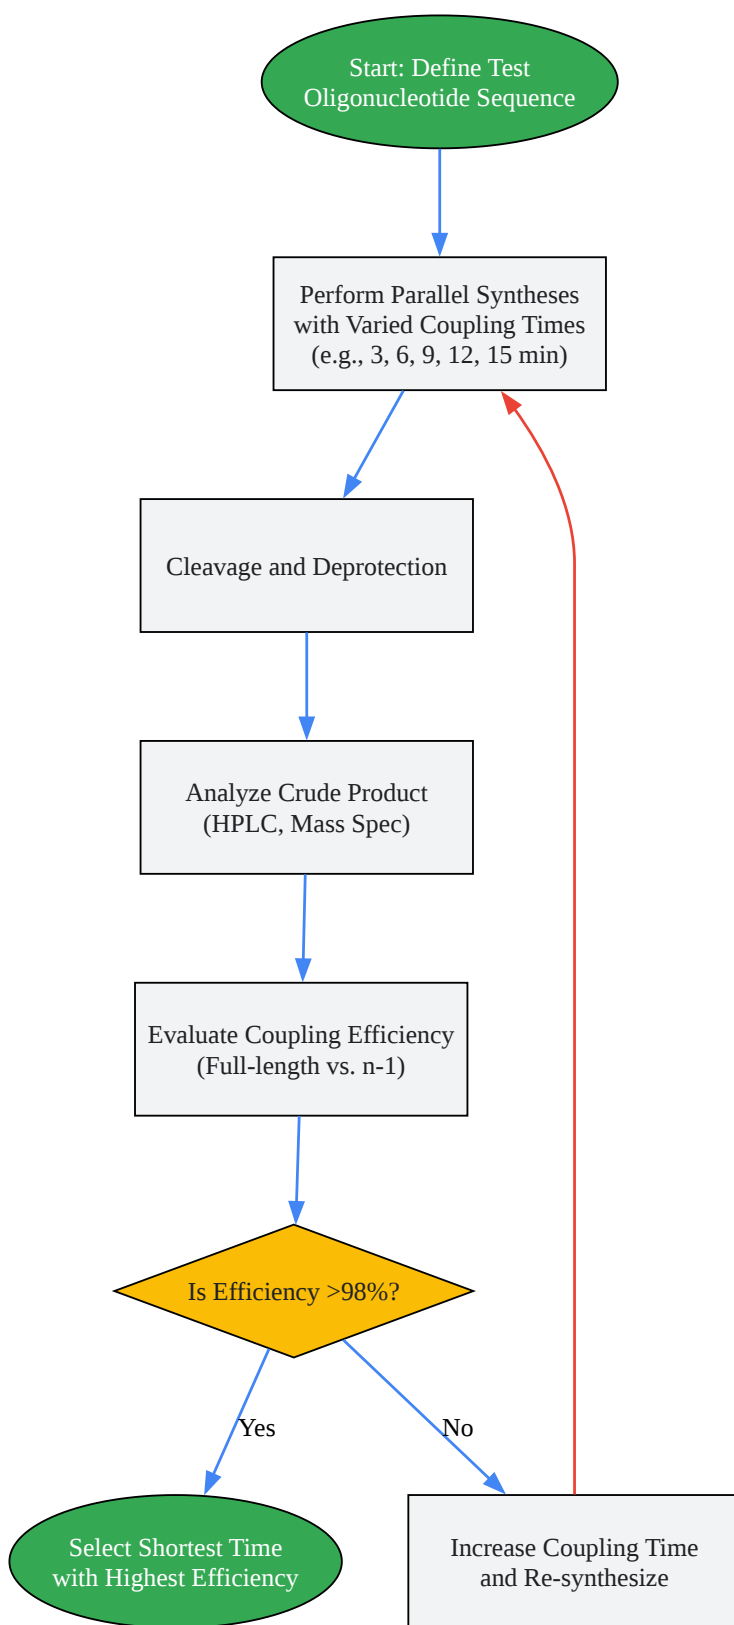 Start: Define Test
Oligonucleotide Sequence
Perform Parallel Syntheses
with Varied Coupling Times
(e.g., 3, 6, 9, 12, 15 min)
Cleavage and Deprotection
Analyze Crude Product
(HPLC, Mass Spec)
Evaluate Coupling Efficiency
(Full-length vs. n-1)
Is Efficiency >98%?
Yes
No
Select Shortest Time
with Highest Efficiency
Increase Coupling Time
and Re-synthesize